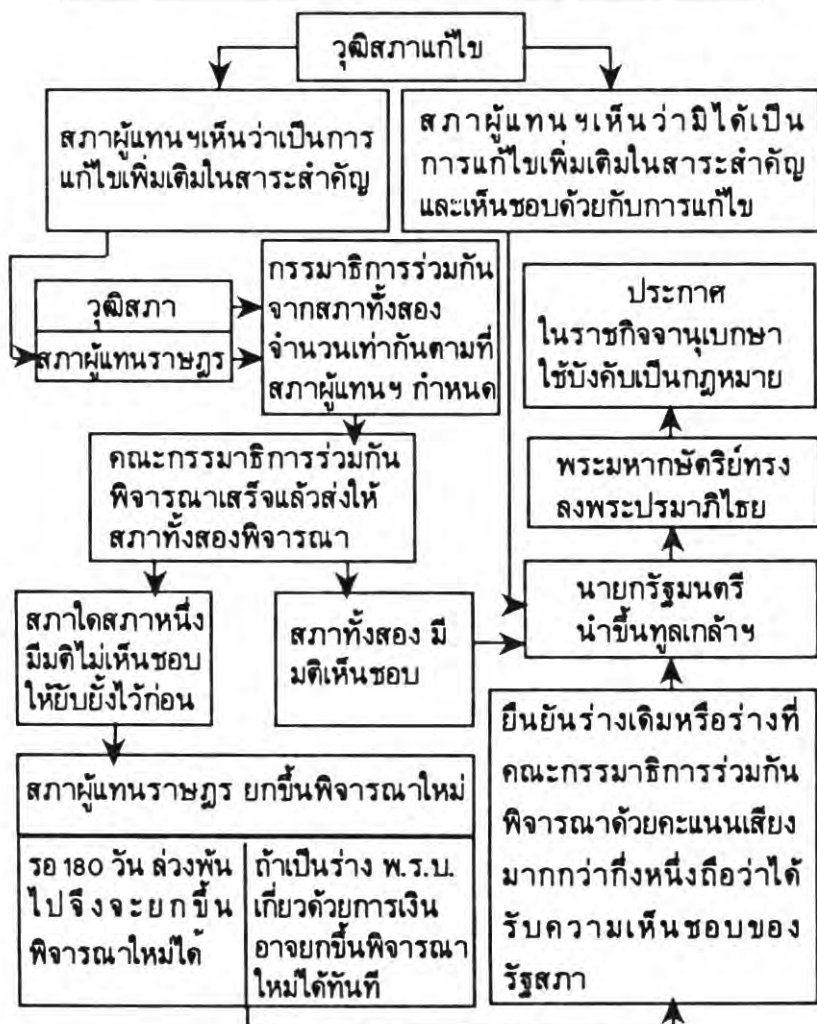 วุฒิสภาแก้ไข
สภาผู้แทนฯเห็นว่าเป็นการ
แก้ไขเพิ่มเติมในสาระสำคัญ
สภาผู้แทนฯเห็นว่ามิได้เป็น
การแก้ไขเพิ่มเติมในสาระสำคัญ
และเห็นชอบด้วยกับการแก้ไข
วุฒิสภา
สภาผู้แทนราษฎร
กรรมาธิการร่วมกัน
จากสภาทั้งสอง
จำนวนเท่ากันตามที่
สภาผู้แทนฯ กำหนด
ประกาศ
ในราชกิจจานุเบกษา
ใช้บังคับเป็นกฎหมาย
คณะกรรมาธิการร่วมกัน
พิจารณาเสร็จแล้วส่งให้
สภาทั้งสองพิจารณา
พระมหากษัตริย์ทรง
ลงพระปรมาภิไธย
สภาใดสภาหนึ่ง
มีมติไม่เห็นชอบ
ให้ยับยั้งไว้ก่อน
สภาทั้งสอง มี
มติเห็นชอบ
นายกรัฐมนตรี
นำขึ้นทูลเกล้าฯ
สภาผู้แทนราษฎร ยกขึ้นพิจารณาใหม่
รอ 180 วัน ล่วงพ้น
ไปจึงจะยกขึ้น
พิจารณาใหม่ได้
ถ้าเป็นร่าง พ.ร.บ.
เกี่ยวด้วยการเงิน
อาจยกขึ้นพิจารณา
ใหม่ได้ทันที
ยืนยันร่างเดิมหรือร่างที่
คณะกรรมาธิการร่วมกัน
พิจารณาด้วยคะแนนเสียง
มากกว่ากึ่งหนึ่งถือว่าได้
รับความเห็นชอบของ
รัฐสภา